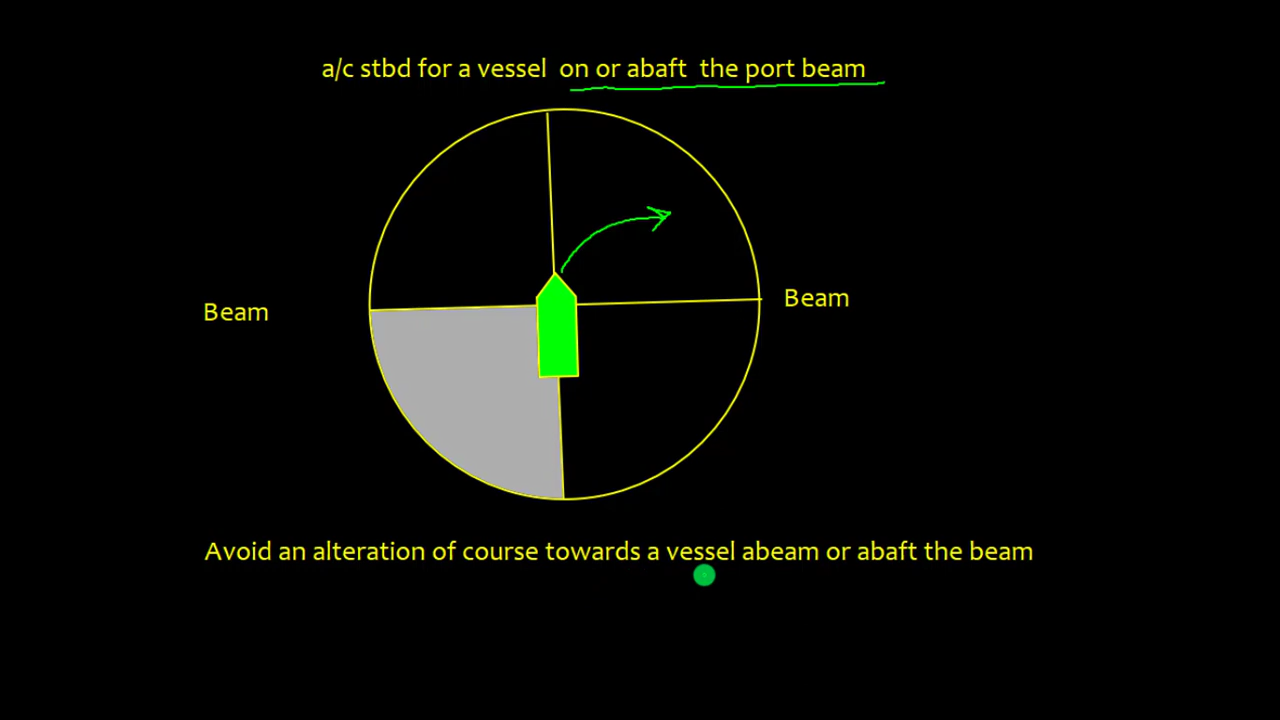 a/c stbd for a vessel on or abaft the port beam
Beam
Beam
Avoid an alteration of course towards a vessel abeam or abaft the beam